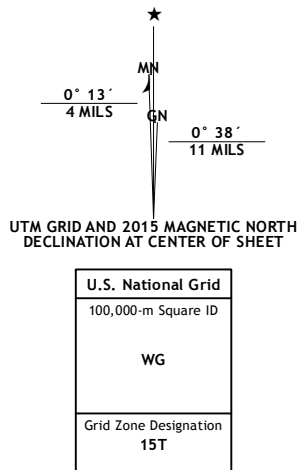 MN
0° 13´
4 MILS
GN
0° 38´
11 MILS
UTM GRID AND 2015 MAGNETIC NORTH
DECLINATION AT CENTER OF SHEET
U.S. National Grid
100,000-m Square ID
WG
Grid Zone Designation
15T